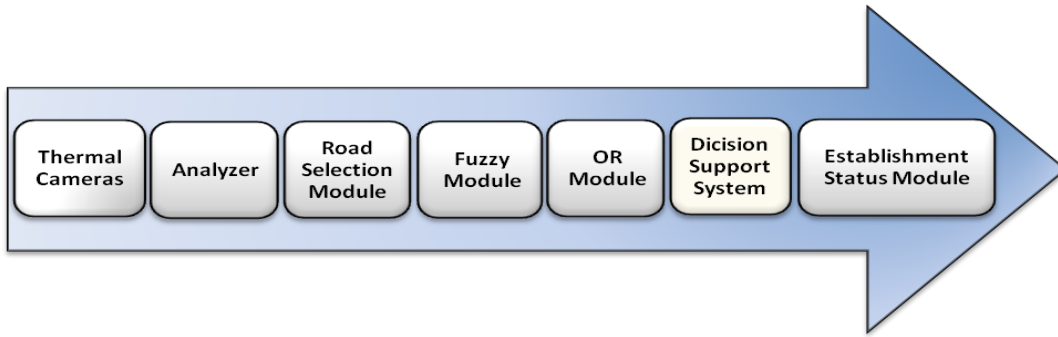 Thermal
Cameras
Analyzer
Road
Selection
Module
Fuzzy
Module
OR
Module
Dicision
Support
System
Establishment
Status Module